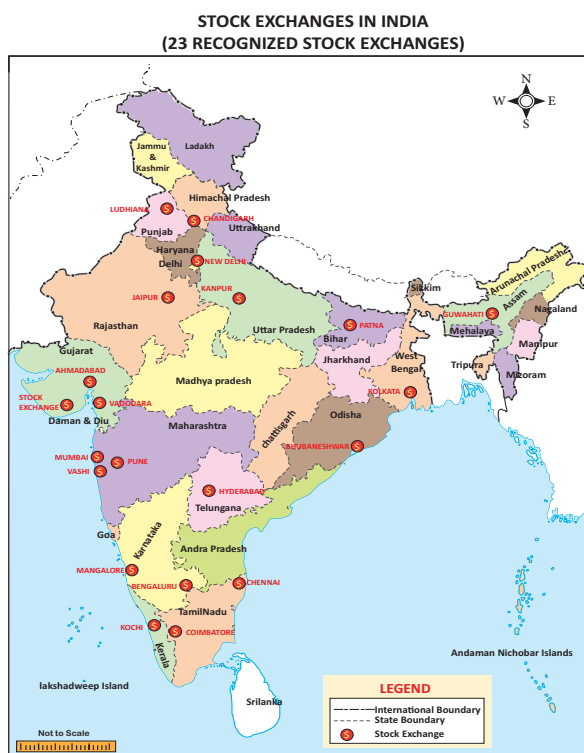 STOCK EXCHANGES IN INDIA
(23 RECOGNIZED STOCK EXCHANGES)
N
W E
S
Ladakh
Jammu
&
Kashmir
Himachal Pradesh
LUDHIANA
CHANDIGARH
Punjab
Uttrakhand
Haryana
Delhi
NEW DELHI
Arunachal Pradesh
Sikkim
Assam
JAIPUR
KANPUR
Nagaland
GUWAHATI
Rajasthan
Uttar Pradesh
PATNA
Bihar
Mehalaya
Manipur
Gujarat
Jharkhand
West
Bengal
Tripura
Mizoram
AHMADABAD
Madhya pradesh
KOLKATA
STOCK
EXCHANGE
VADODARA
Daman & Diu
Maharashtra
chattisgarh
Odisha
BHUBANESHWAR
MUMBAI
VASHI
PUNE
HYDERABAD
Telungana
Goa
Karnataka
Andra Pradesh
MANGALORE
BENGALURU
CHENNAI
TamilNadu
KOCHI
COIMBATORE
Kerala
Andaman Nichobar Islands
lakshadweep Island
Srilanka
LEGEND
International Boundary
State Boundary
$ Stock Exchange
Not to Scale